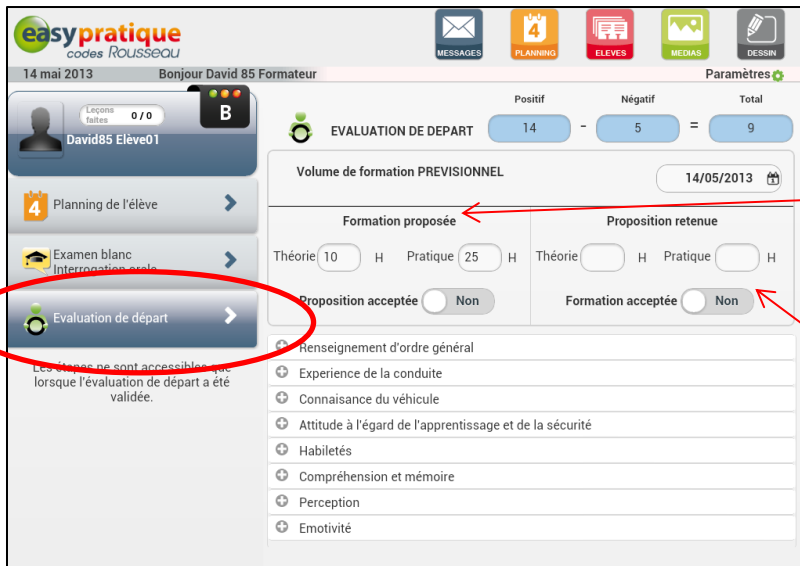 easypratique
codes Rousseau
MESSAGES
4
PLANNING
ELEVES
MEDIAS
DESSIN
14 mai 2013 Bonjour David 85 Formateur Paramètres
Leçons faites 0 / 0
B
David85 Elève01
4 Planning de l'élève
Examen blanc
Interrogation orale
Evaluation de départ
Les étapes ne sont accessibles que
lorsque l'évaluation de départ a été
validée.
Positif Négatif Total
EVALUATION DE DEPART 14 - 5 = 9
Volume de formation PREVISIONNEL 14/05/2013
Formation proposée Proposition retenue
Théorie 10 H Pratique 25 H Théorie H Pratique H
Proposition acceptée Non Formation acceptée Non
Renseignement d'ordre général
Experience de la conduite
Connaisance du véhicule
Attitude à l'égard de l'apprentissage et de la sécurité
Habiletés
Compréhension et mémoire
Perception
Emotivité